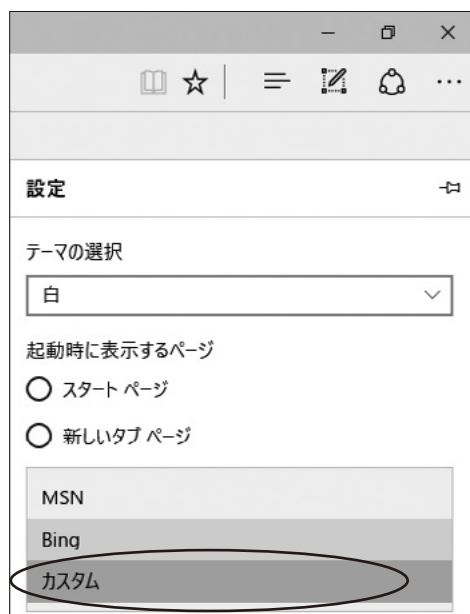 設定
テーマの選択
白
起動時に表示するページ
スタート ページ
新しいタブ ページ
MSN
Bing
カスタム